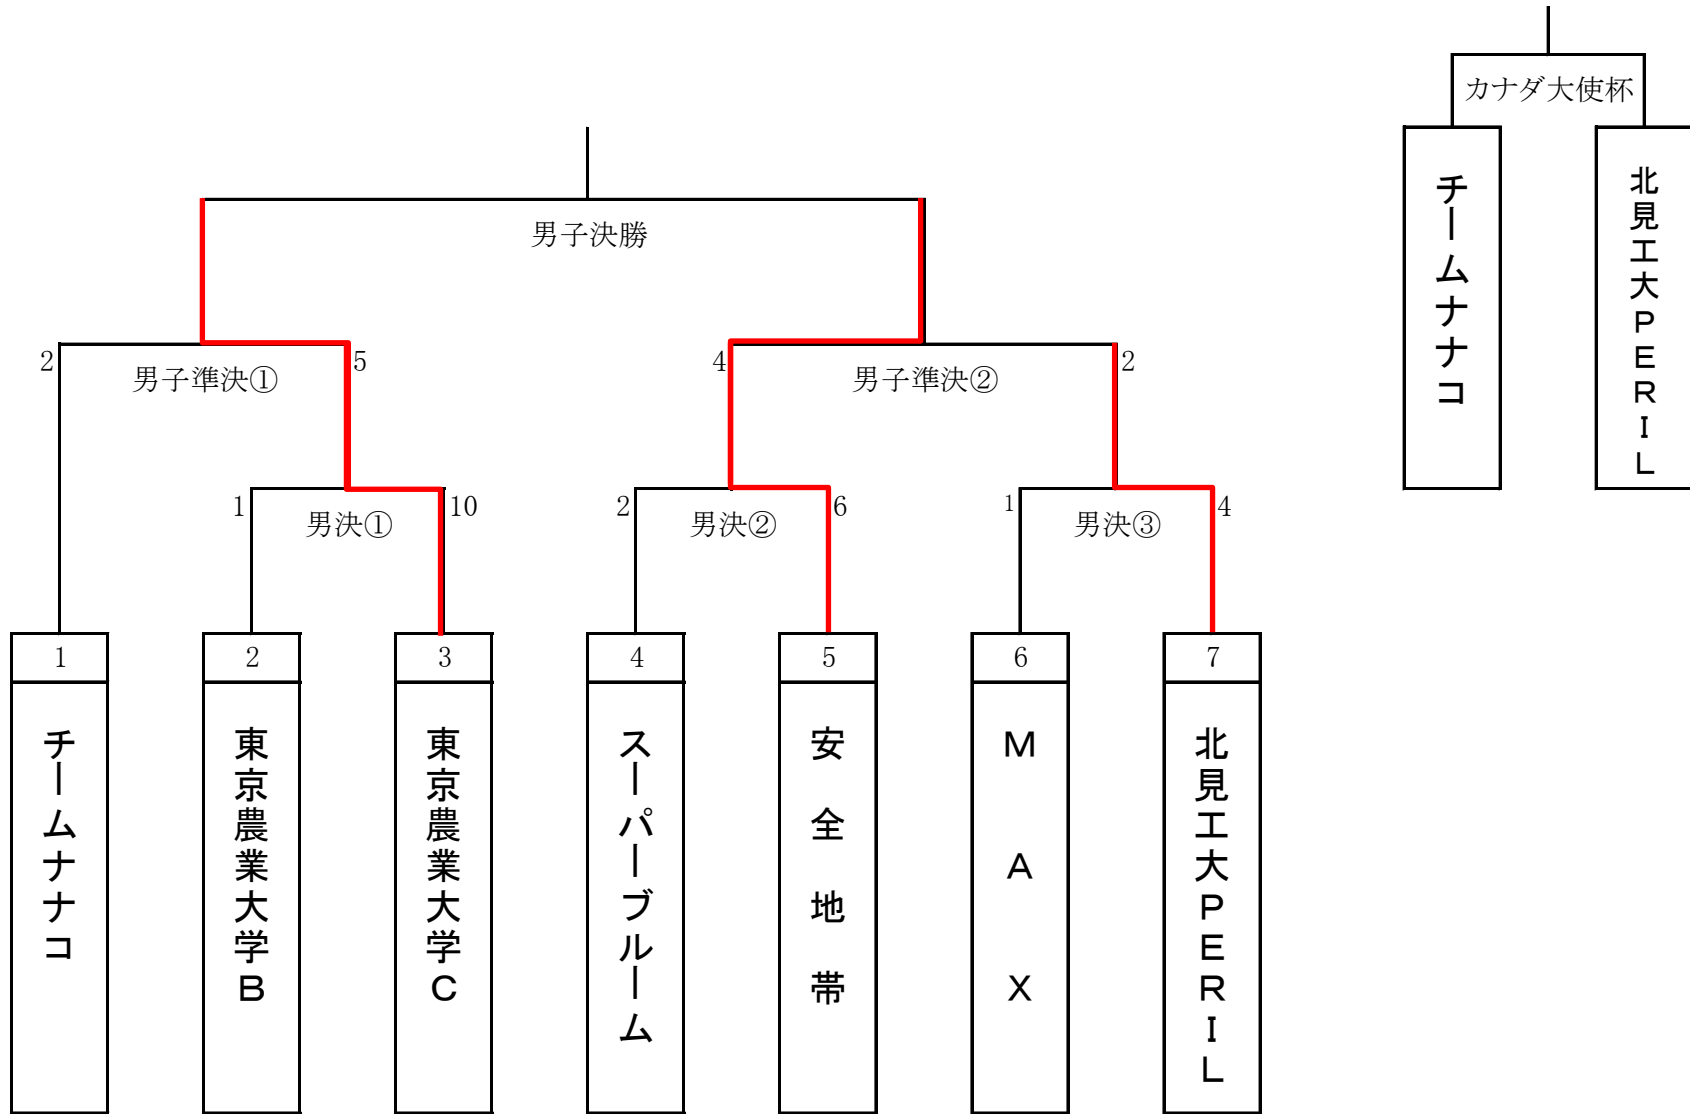 カナダ大使杯
チームナナコ
北見工大PERIL
男子決勝
2
5
男子準決①
4
2
男子準決②
1
10
男決①
2
6
男決②
1
4
男決③
1
2
3
4
5
6
7
チームナナコ
東京農業大学B
東京農業大学C
スーパーブルーム
安全地帯
MAX
北見工大PERIL